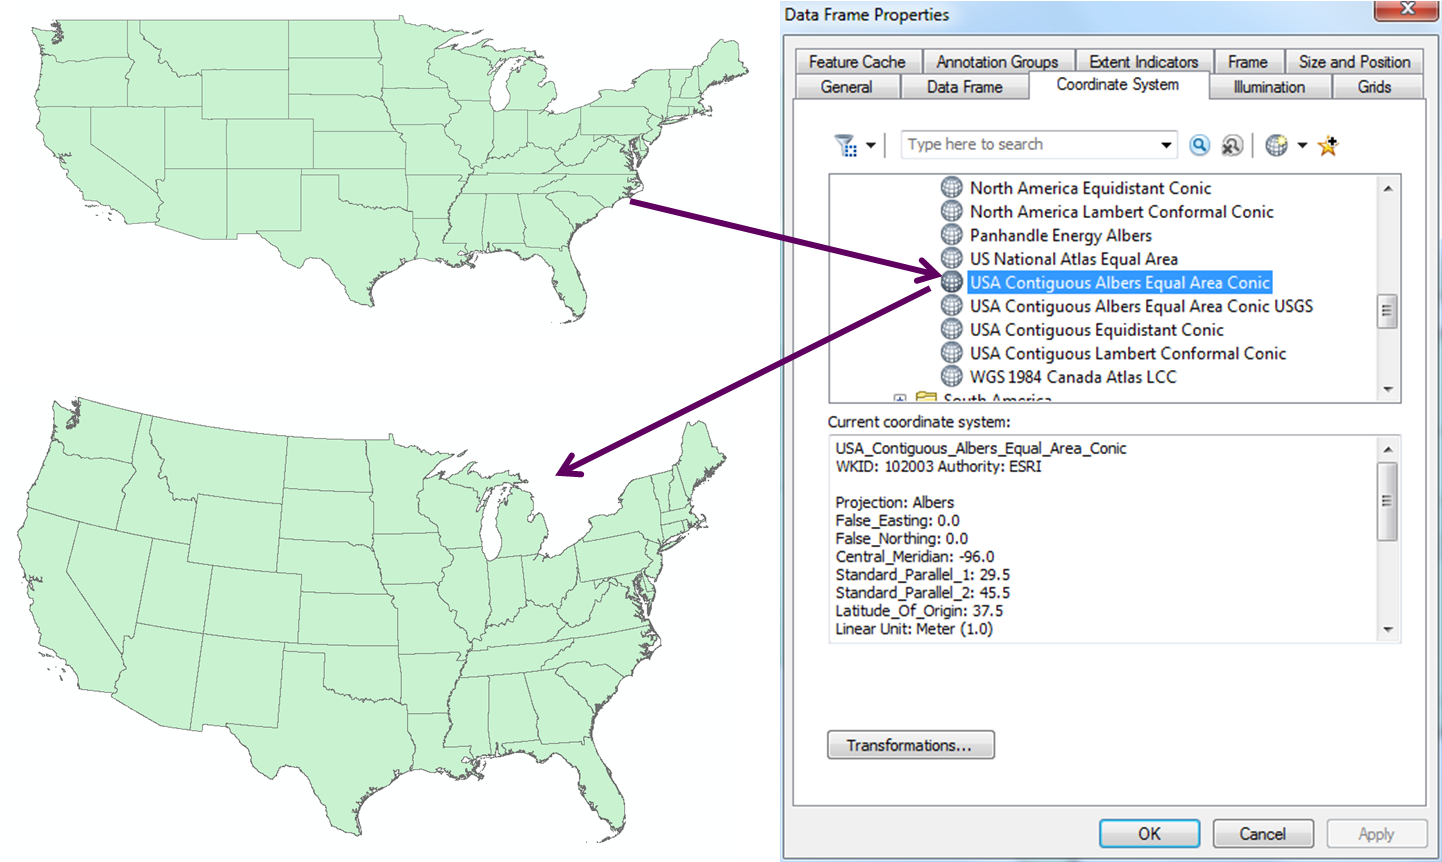 Data Frame Properties
Feature Cache
Annotation Groups
Extent Indicators
Frame
Size and Position
General
Data Frame
Coordinate System
Illumination
Grids
Type here to search
North America Equidistant Conic
North America Lambert Conformal Conic
Panhandle Energy Albers
US National Atlas Equal Area
USA Contiguous Albers Equal Area Conic
USA Contiguous Albers Equal Area Conic USGS
USA Contiguous Equidistant Conic
USA Contiguous Lambert Conformal Conic
WGS 1984 Canada Atlas LCC
South America
Current coordinate system:
USA_Contiguous_Albers_Equal_Area_Conic
WKID: 102003 Authority: ESRI
Projection: Albers
False_Easting: 0.0
False_Northing: 0.0
Central_Meridian: -96.0
Standard_Parallel_1: 29.5
Standard_Parallel_2: 45.5
Latitude_Of_Origin: 37.5
Linear Unit: Meter (1.0)
Transformations...
OK
Cancel
Apply